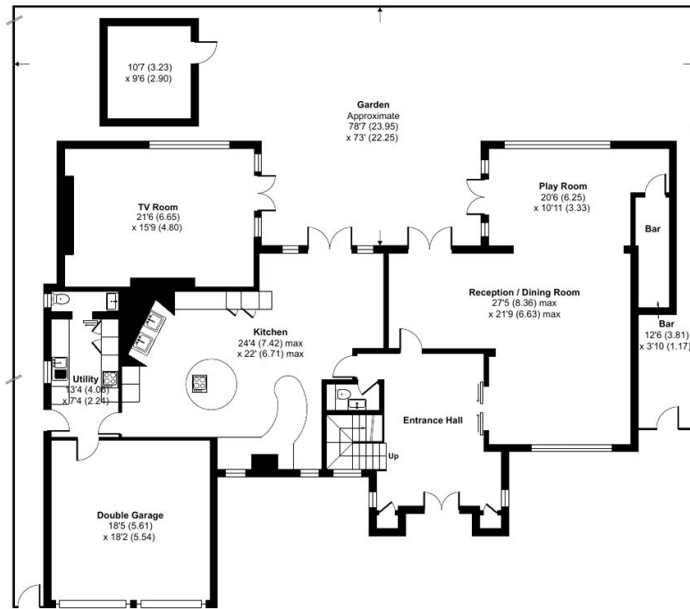 10'7 (3.23)
x 9'6 (2.90)
Garden
Approximate
78'7 (23.95)
x 73' (22.25)
TV Room
21'6 (6.65)
x 15'9 (4.80)
Play Room
20'6 (6.25)
x 10'11 (3.33)
Bar
Reception / Dining Room
27'5 (8.36) max
x 21'9 (6.63) max
Kitchen
24'4 (7.42) max
x 22' (6.71) max
Bar
12'6 (3.81)
x 3'10 (1.17)
Utility
13'4 (4.06)
x 7'4 (2.24)
Entrance Hall
Up
Double Garage
18'5 (5.61)
x 18'2 (5.54)